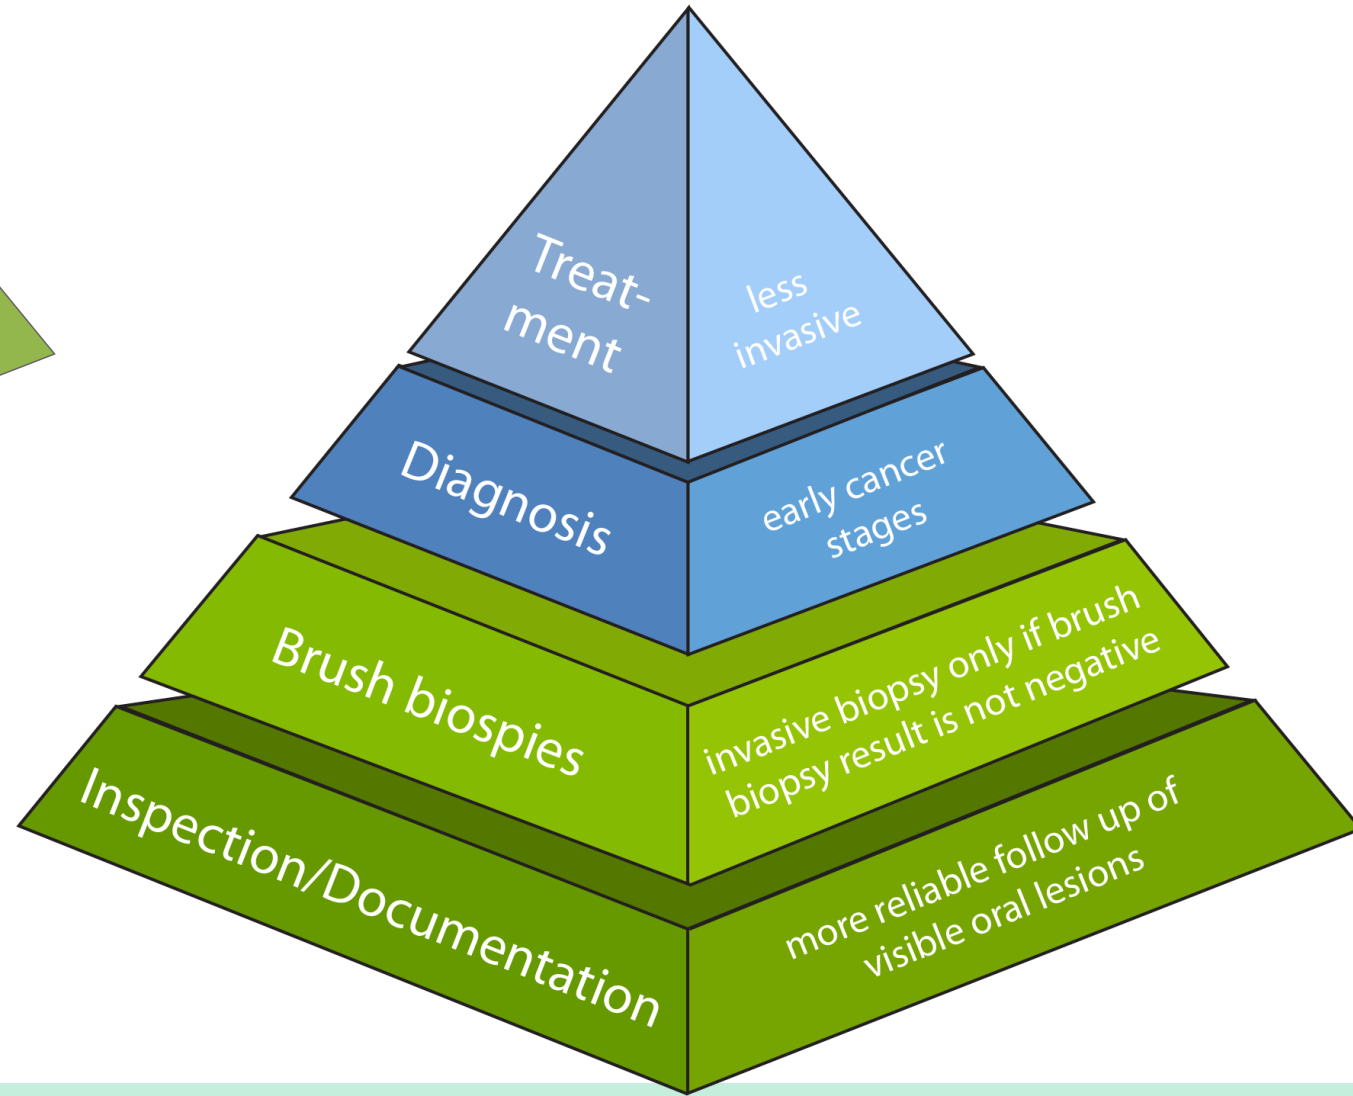 Treat-
ment
less
invasive
Diagnosis
early cancer
stages
Brush biospies
invasive biopsy only if brush
biopsy result is not negative
Inspection/Documentation
more reliable follow up of
visible oral lesions